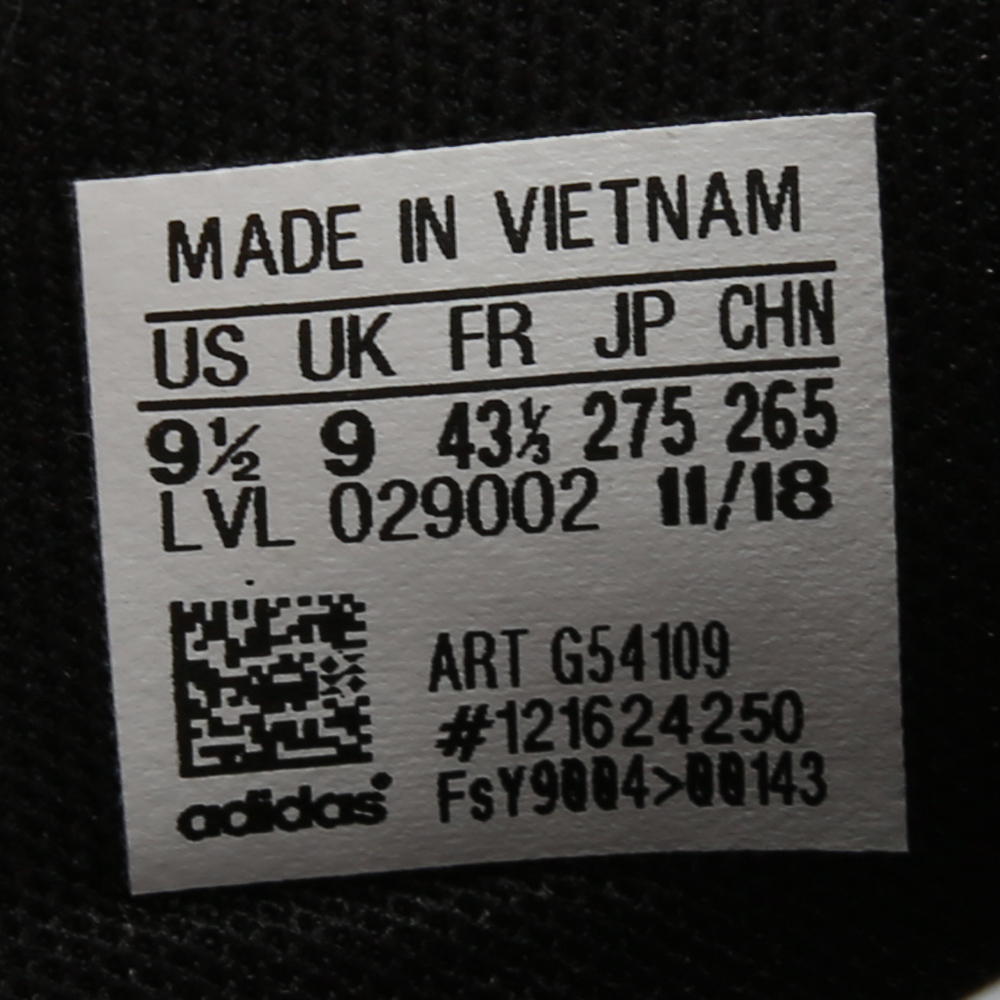 MADE IN VIETNAM
US UK FR JP CHN
9½ 9 43⅓ 275 265
LVL 029002 11/18
ART G54109
#121624250
FsY9004>00143
adidas